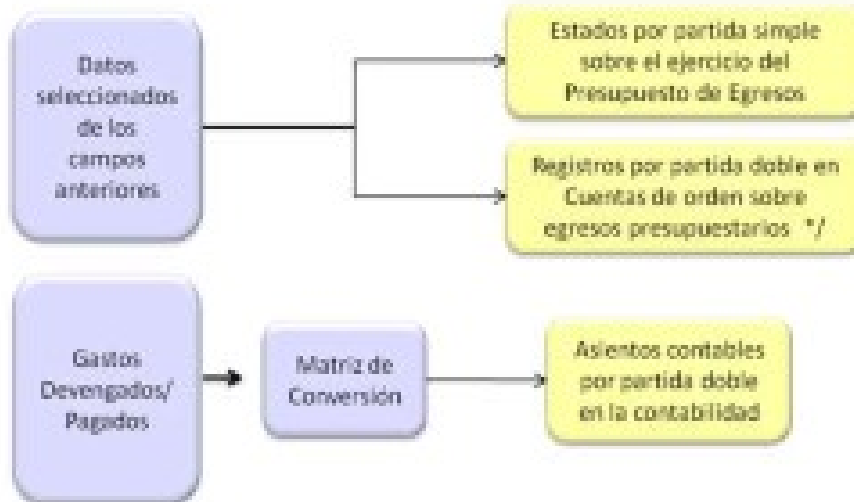 Datos
seleccionados
de los
campos
anteriores
Estados por partida simple
sobre el ejercicio del
Presupuesto de Egresos
Registros por partida doble en
Cuentas de orden sobre
egresos presupuestarios */
Gastos
Devengados/
Pagados
Matriz de
Conversión
Asientos contables
por partida doble
en la contabilidad